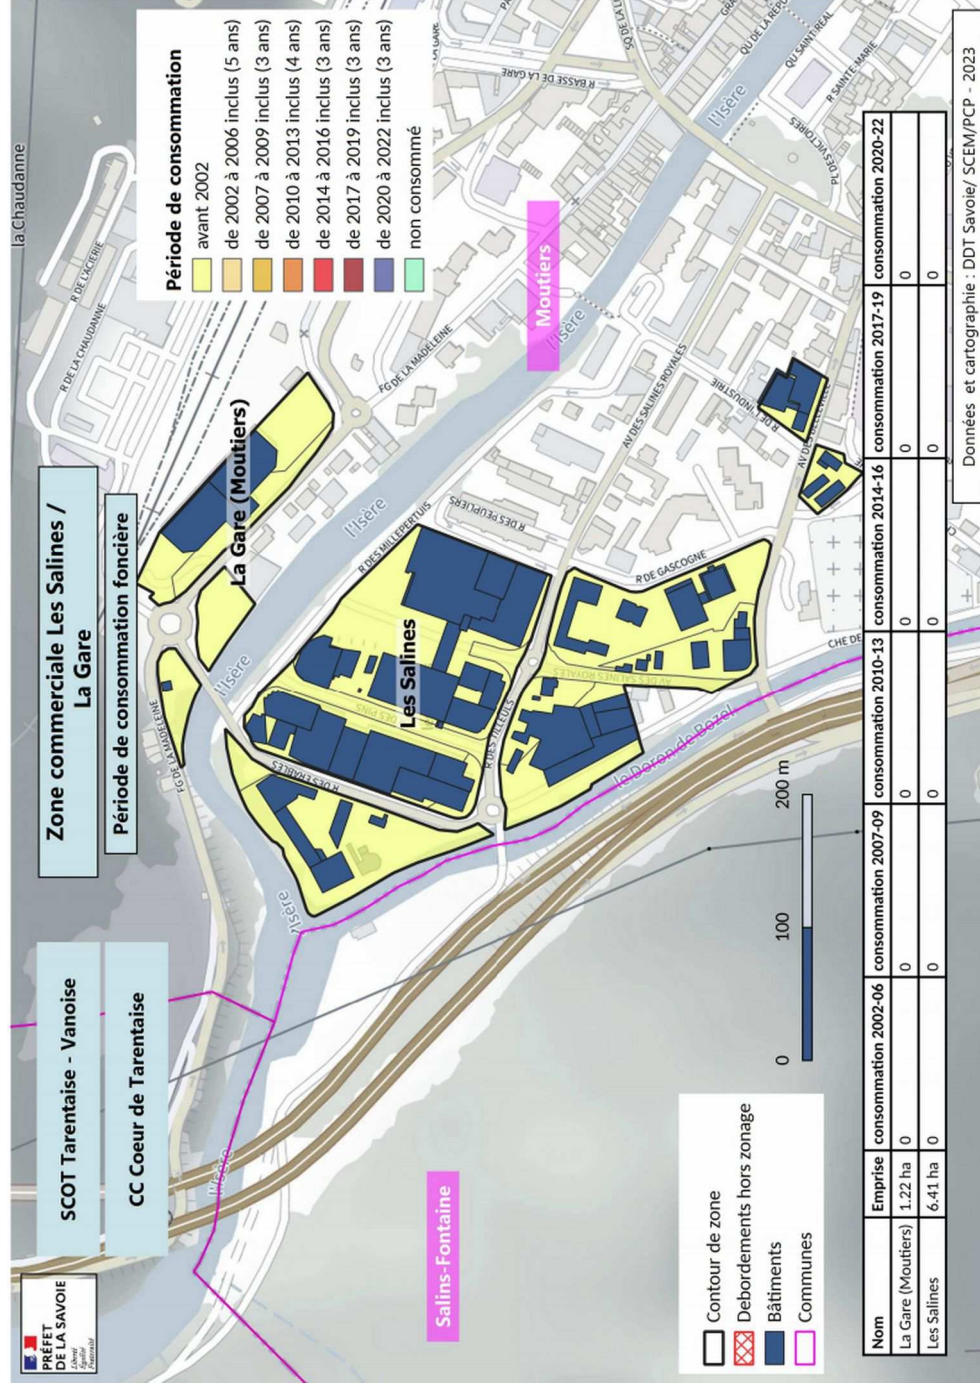 PRÉFET
DE LA SAVOIE
Liberté
Égalité
Fraternité
SCOT Tarentaise - Vanoise
CC Coeur de Tarentaise
Zone commerciale Les Salines /
La Gare
Période de consommation foncière
la Chaudanne
R DE L'ACIERIE
R DE LA CHAUDANNE
Période de consommation
avant 2002
de 2002 à 2006 inclus (5 ans)
de 2007 à 2009 inclus (3 ans)
de 2010 à 2013 inclus (4 ans)
de 2014 à 2016 inclus (3 ans)
de 2017 à 2019 inclus (3 ans)
de 2020 à 2022 inclus (3 ans)
non consommé
La Gare (Moutiers)
FG DE LA MADELEINE
FG DE LA MADELEINE
R BASSE DE LA GARE
QU DE LA REPU
QU SAINT-REAL
R SAINTE-MARIE
PL DES VICTOIRES
l'Isère
l'Isère
l'Isère
l'Isère
l'Isère
l'Isère
Moutiers
Salins-Fontaine
Les Salines
R DES MILLEPERTUIS
R DES PEUPLIERS
AV DES SALINES ROYALES
AV DES SALINES ROYALES
R DE L'INDUSTRIE
R DE GASCOGNE
R DES ERABLES
DES PINS
R DES TILLEULS
le Doron de Bozel
CHE DE
0
100
200 m
Contour de zone
Debordements hors zonage
Bâtiments
Communes
Nom Emprise consommation 2002-06 consommation 2007-09 consommation 2010-13 consommation 2014-16 consommation 2017-19 consommation 2020-22
La Gare (Moutiers) 1.22 ha 0 0 0 0 0 0
Les Salines 6.41 ha 0 0 0 0 0 0
Données et cartographie : DDT Savoie/ SCEM/PCP - 2023